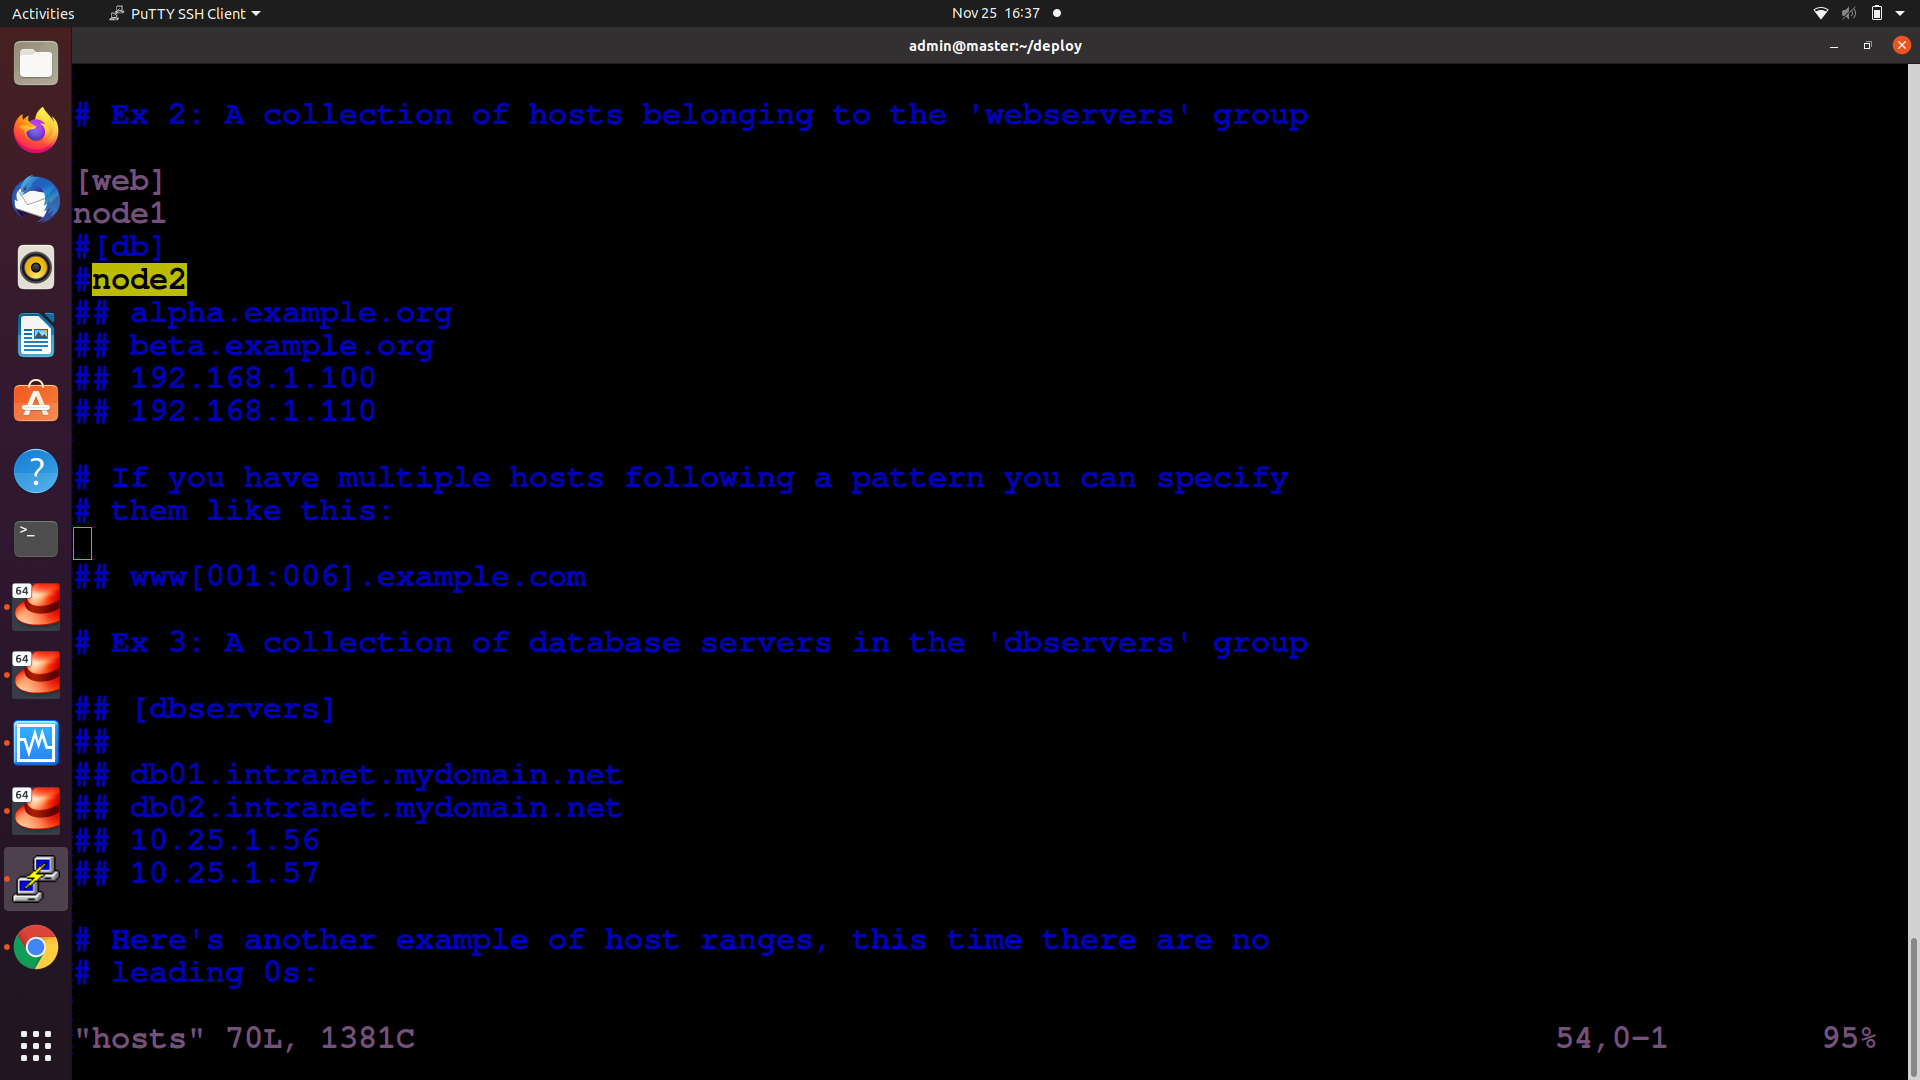 Activities
PuTTY SSH Client
Nov 25 16:37
admin@master:~/deploy
# Ex 2: A collection of hosts belonging to the 'webservers' group
[web]
node1
#[db]
#node2
## alpha.example.org
## beta.example.org
## 192.168.1.100
## 192.168.1.110
# If you have multiple hosts following a pattern you can specify
# them like this:
## www[001:006].example.com
# Ex 3: A collection of database servers in the 'dbservers' group
## [dbservers]
##
## db01.intranet.mydomain.net
## db02.intranet.mydomain.net
## 10.25.1.56
## 10.25.1.57
# Here's another example of host ranges, this time there are no
# leading 0s:
"hosts" 70L, 1381C
54,0-1
95%
>_
64
64
64